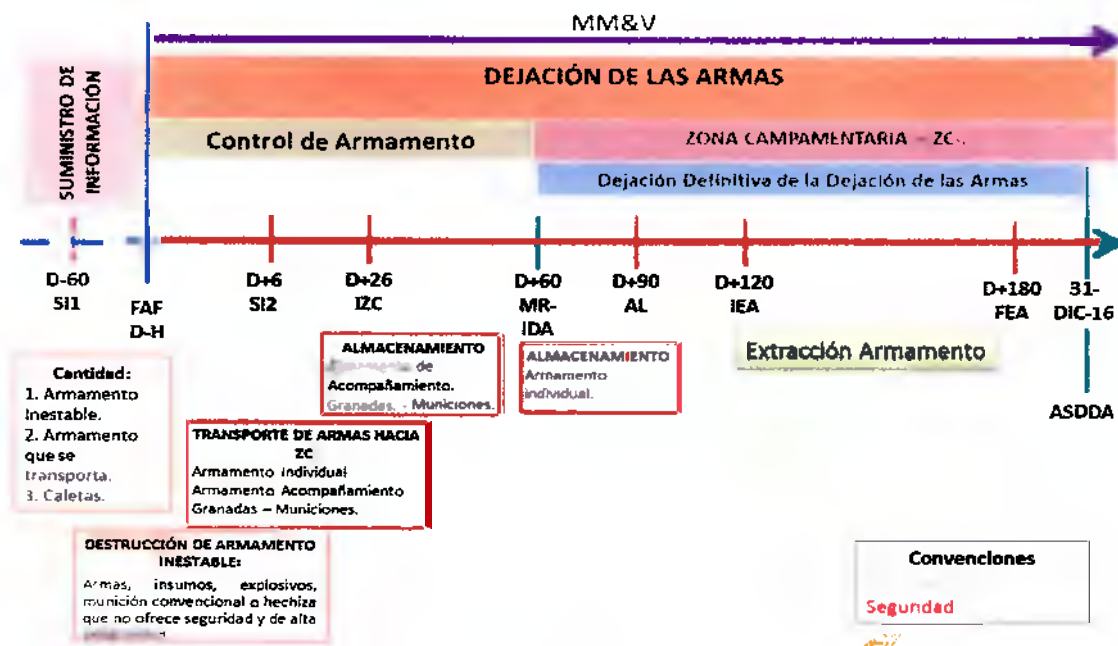 MM&V
SUMINISTRO DE
INFORMACIÓN
DEJACIÓN DE LAS ARMAS
Control de Armamento
ZONA CAMPAMENTARIA – ZC-.
Dejación Definitiva de la Dejación de las Armas
D-60
SI1
FAF
D-H
D+6
SI2
D+26
IZC
D+60
MR-
IDA
D+90
AL
D+120
IEA
D+180
FEA
31-
DIC-16
ASDDA
Cantidad:
1. Armamento
Inestable.
2. Armamento
que se
transporta.
3. Caletas.
ALMACENAMIENTO
de
Acompañamiento.
Granadas. - Municiones.
ALMACENAMIENTO
Armamento
individual.
Extracción Armamento
TRANSPORTE DE ARMAS HACIA
ZC
Armamento Individual
Armamento Acompañamiento
Granadas – Municiones.
DESTRUCCIÓN DE ARMAMENTO
INESTABLE:
Armas, insumos, explosivos,
munición convencional o hechiza
que no ofrece seguridad y de alta
Convenciones
Seguridad